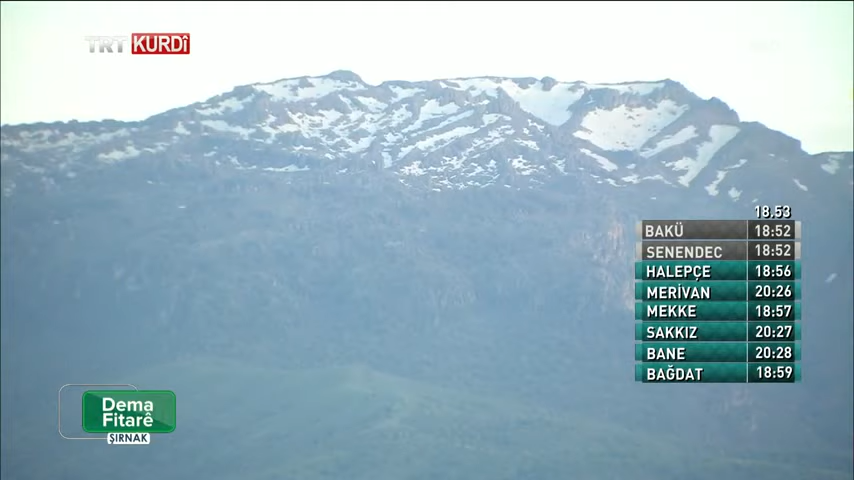 TRT KURDÎ
18.53
BAKÜ 18:52
SENENDEC 18:52
HALEPÇE 18:56
MERİVAN 20:26
MEKKE 18:57
SAKKIZ 20:27
BANE 20:28
BAĞDAT 18:59
Dema
Fitarê
ŞIRNAK